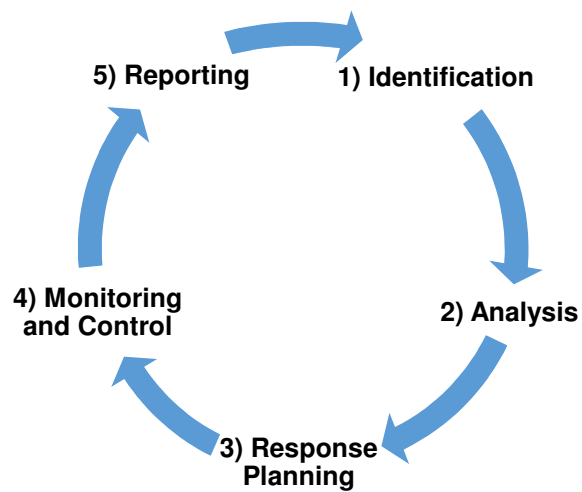 1) Identification
2) Analysis
3) Response
Planning
4) Monitoring
and Control
5) Reporting